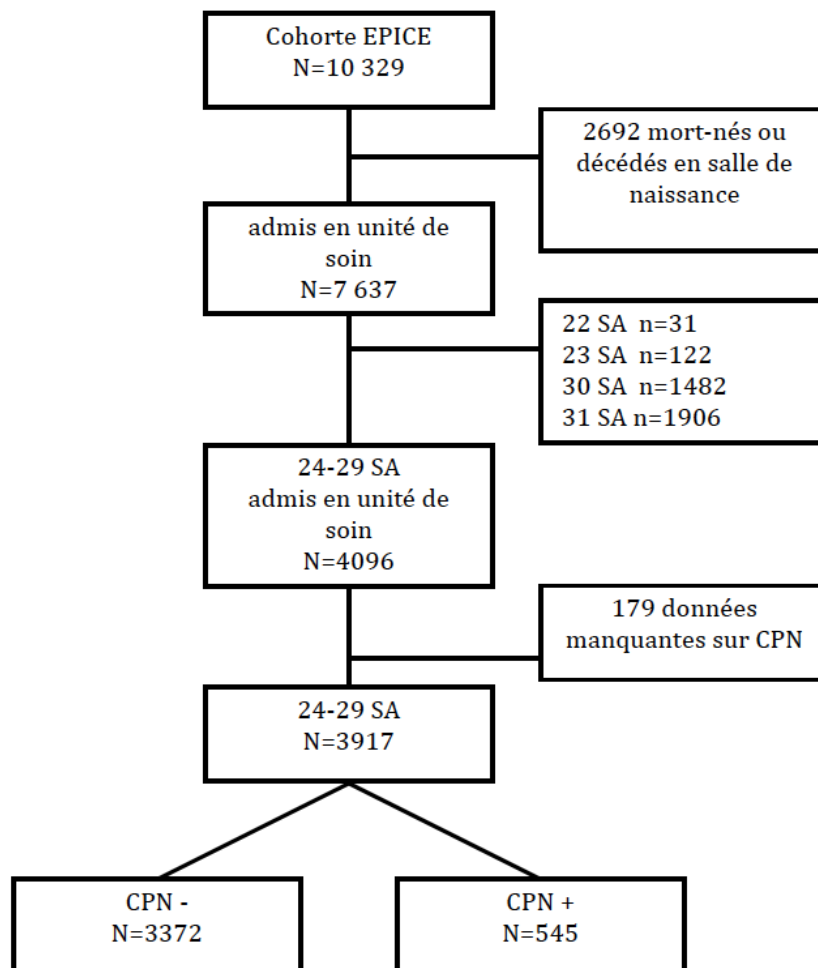 Cohorte EPICE
N=10 329
2692 mort-nés ou
décédés en salle de
naissance
admis en unité de
soin
N=7 637
22 SA  n=31
23 SA  n=122
30 SA  n=1482
31 SA n=1906
24-29 SA
admis en unité de
soin
N=4096
179 données
manquantes sur CPN
24-29 SA
N=3917
CPN -
N=3372
CPN +
N=545